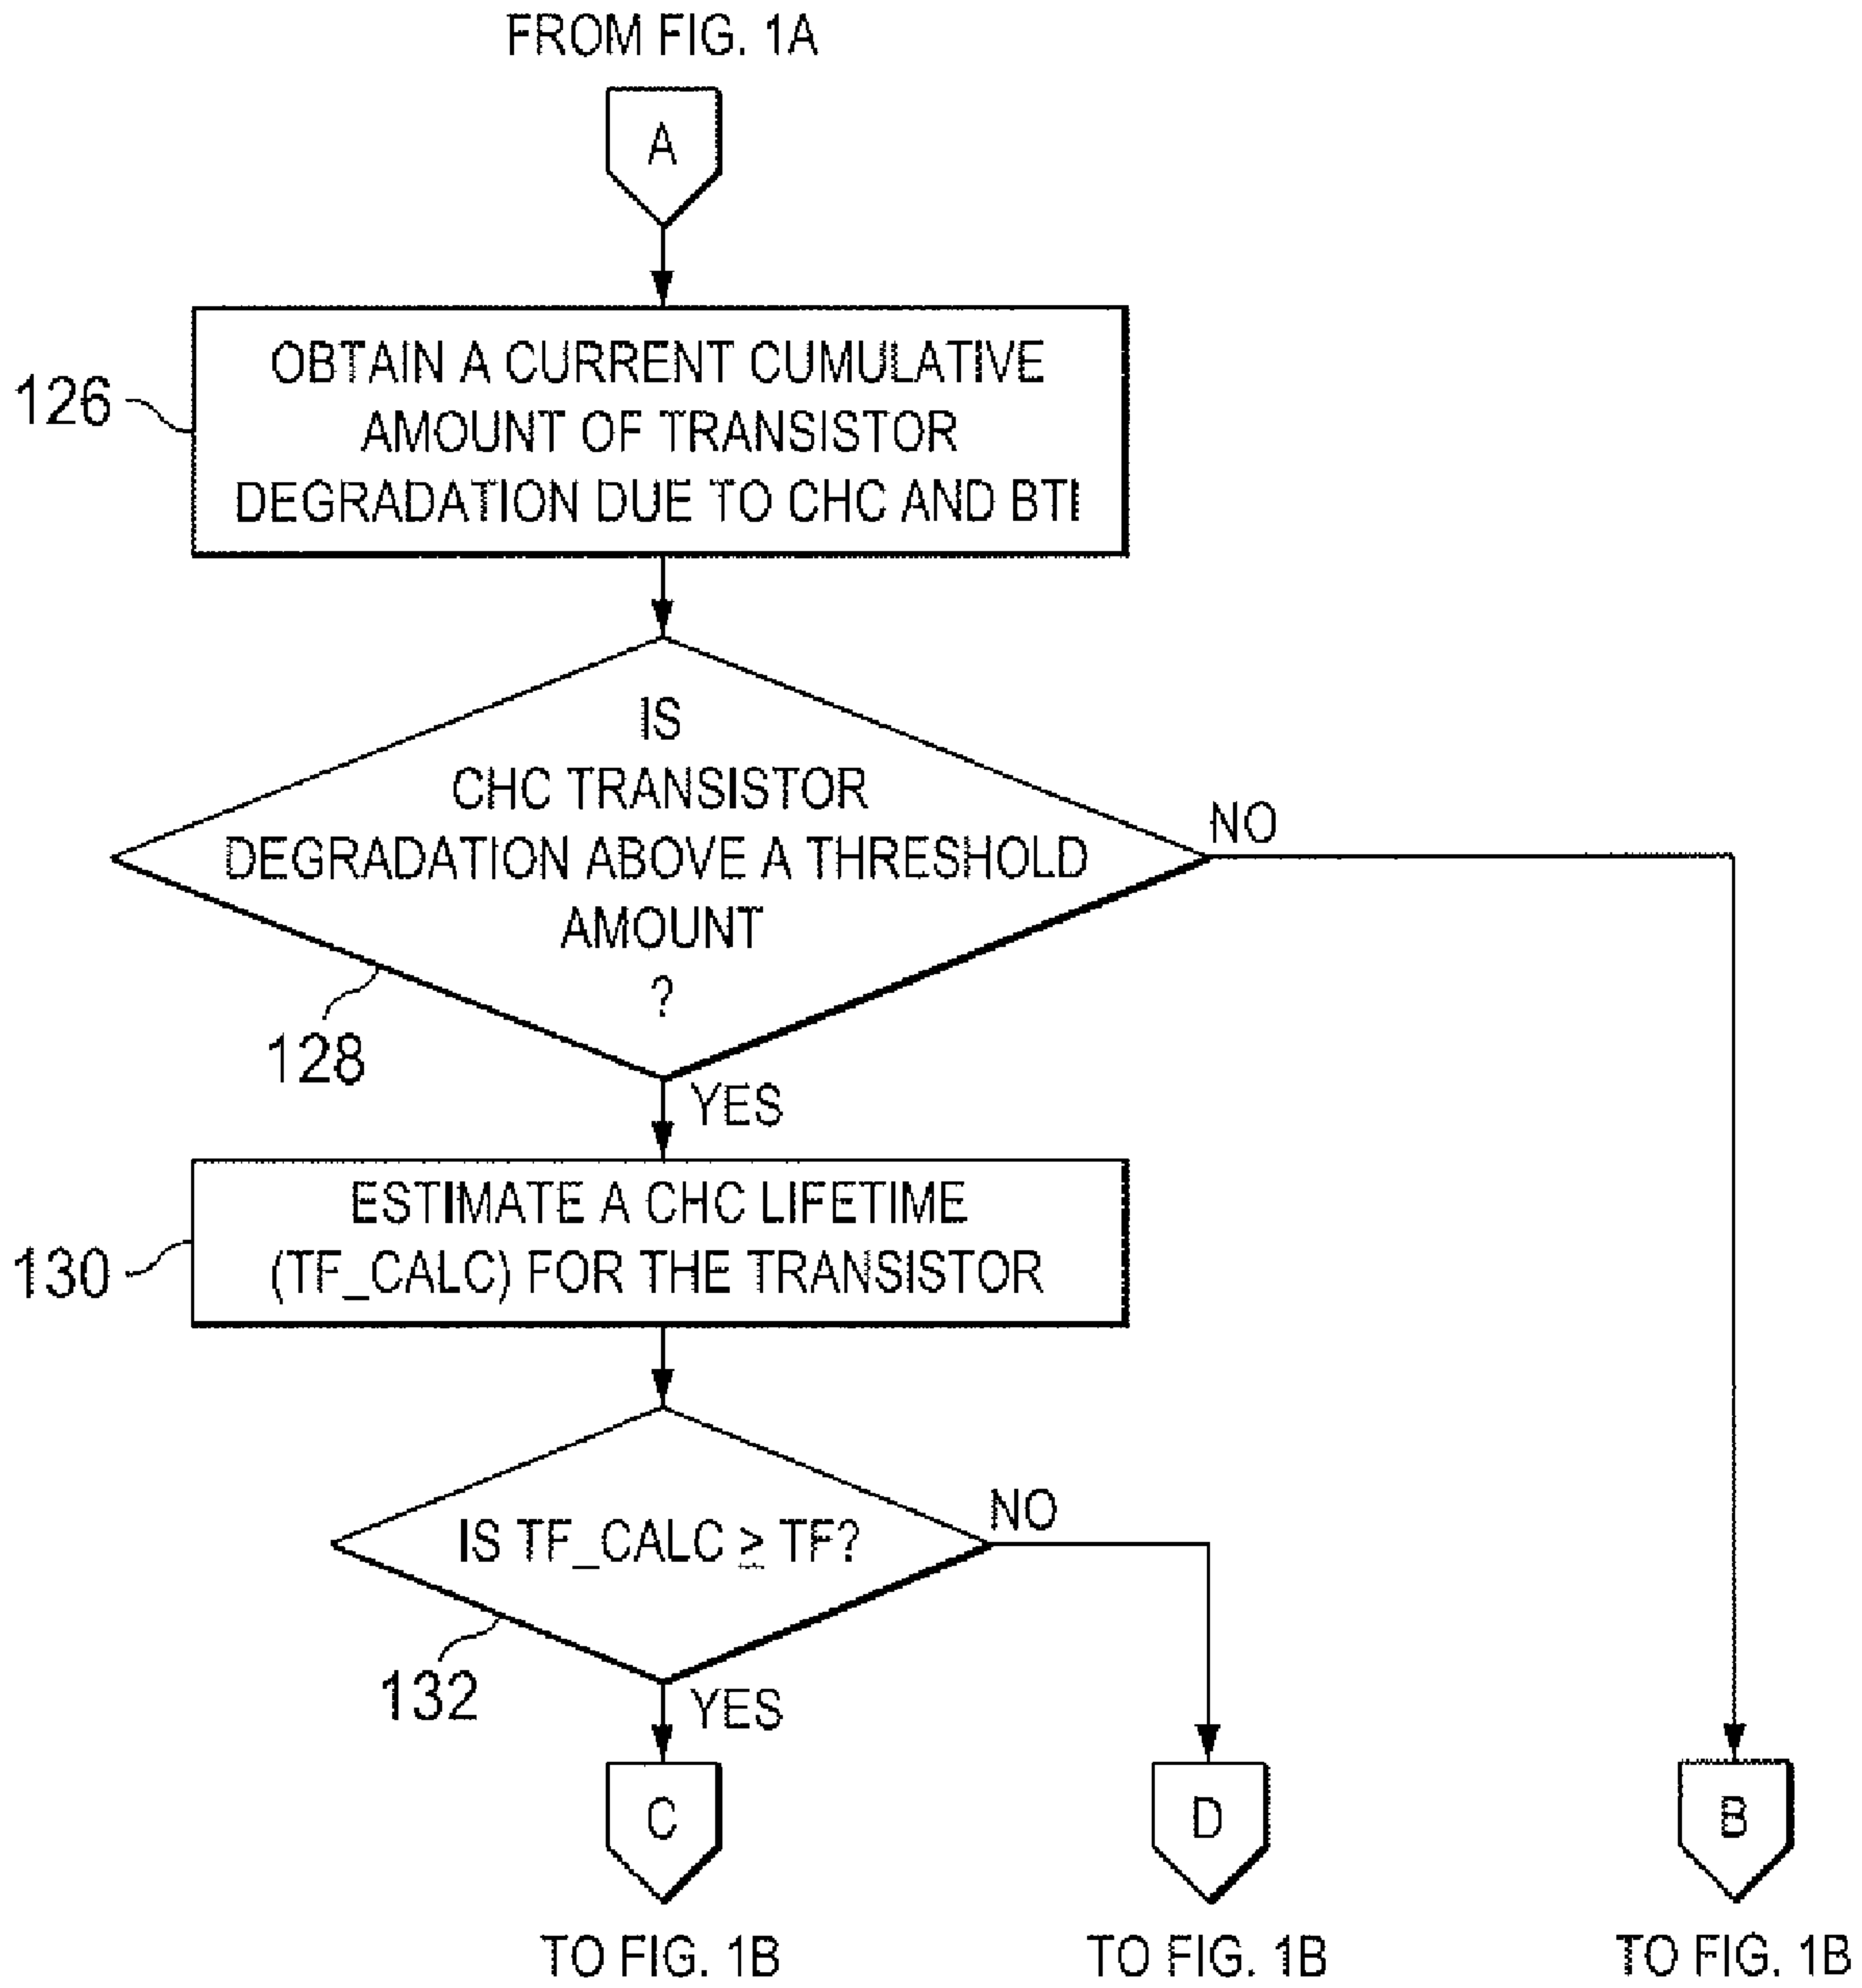 FROM FIG. 1A
A
OBTAIN A CURRENT CUMULATIVE
AMOUNT OF TRANSISTOR
DEGRADATION DUE TO CHC AND BTI
126
IS
CHC TRANSISTOR
DEGRADATION ABOVE A THRESHOLD
AMOUNT
?
NO
128
YES
ESTIMATE A CHC LIFETIME
(TF_CALC) FOR THE TRANSISTOR
130
IS TF_CALC ≥ TF?
NO
132
YES
C
D
B
TO FIG. 1B
TO FIG. 1B
TO FIG. 1B